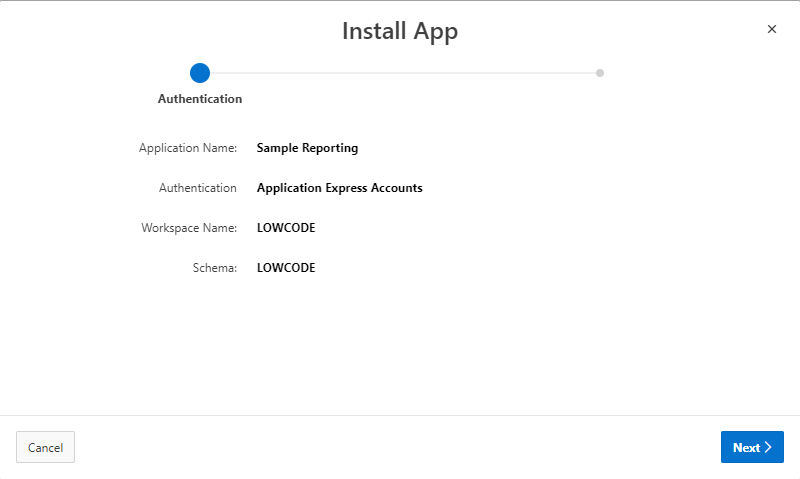 Install App
Authentication
Application Name: Sample Reporting
Authentication Application Express Accounts
Workspace Name: LOWCODE
Schema: LOWCODE
Cancel Next